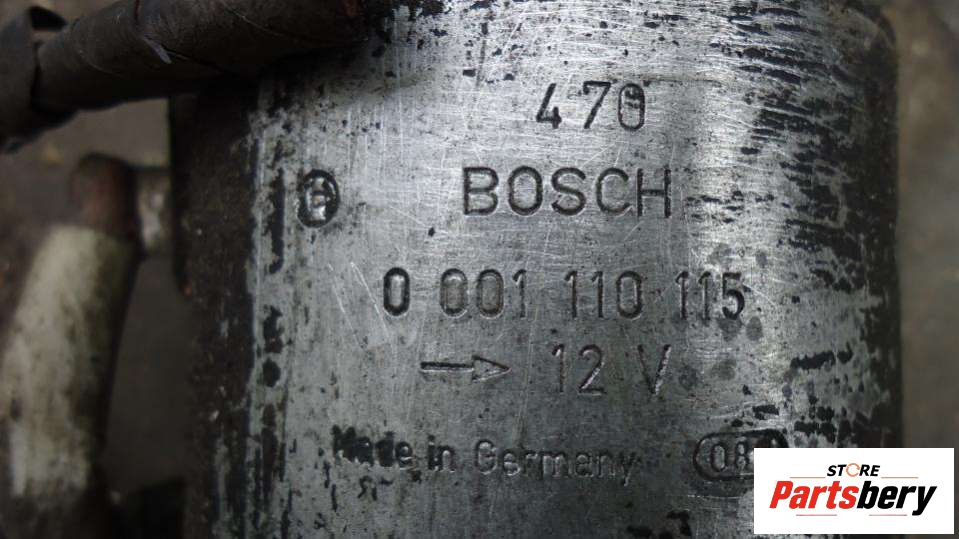 470
BOSCH
0 001 110 115
→ 12 V
Made in Germany
STORE
Partsbery